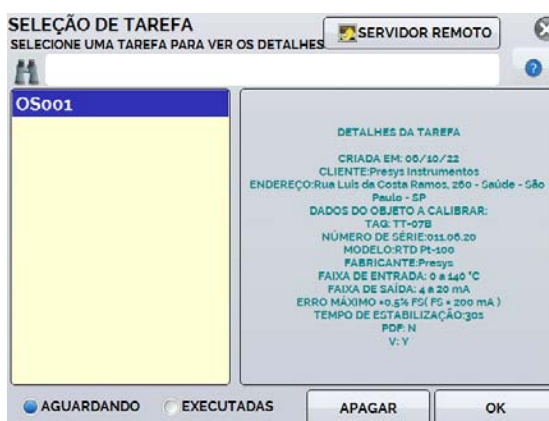 SELEÇÃO DE TAREFA
SELECIONE UMA TAREFA PARA VER OS DETALHES
SERVIDOR REMOTO
?
OS001
DETALHES DA TAREFA
CRIADA EM: 06/10/22
CLIENTE:Presys Instrumentos
ENDEREÇO:Rua Luis da Costa Ramos, 260 - Saúde - São
Paulo - SP
DADOS DO OBJETO A CALIBRAR:
TAG: TT-07B
NÚMERO DE SÉRIE:011.06.20
MODELO:RTD Pt-100
FABRICANTE:Presys
FAIXA DE ENTRADA: 0 a 140 °C
FAIXA DE SAÍDA: 4 a 20 mA
ERRO MÁXIMO +0.5% FS( FS = 200 mA )
TEMPO DE ESTABILIZAÇÃO:30s
PDF: N
V: Y
AGUARDANDO
EXECUTADAS
APAGAR
OK